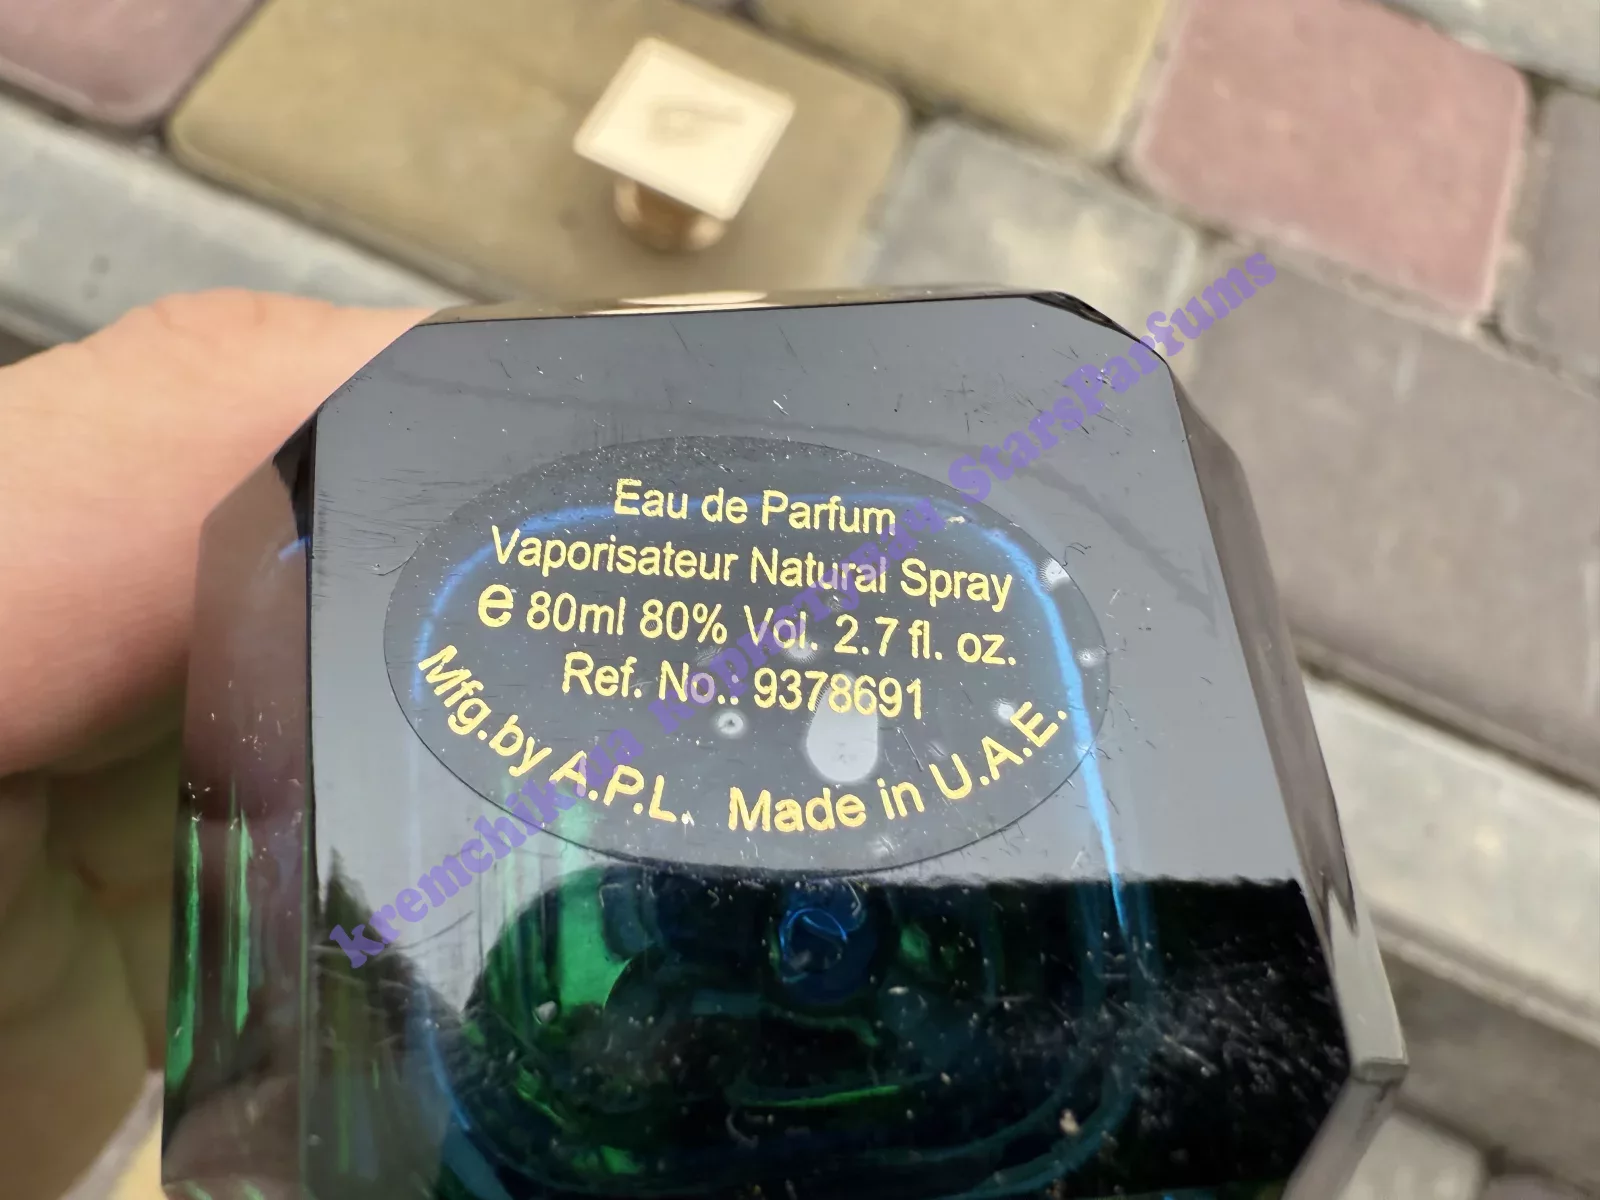 Eau de Parfum
Vaporisateur Natural Spray
e 80ml 80% Vol. 2.7 fl. oz.
Ref. No.: 9378691
Mfg.by A.P.L. Made in U.A.E.
StarsParfums